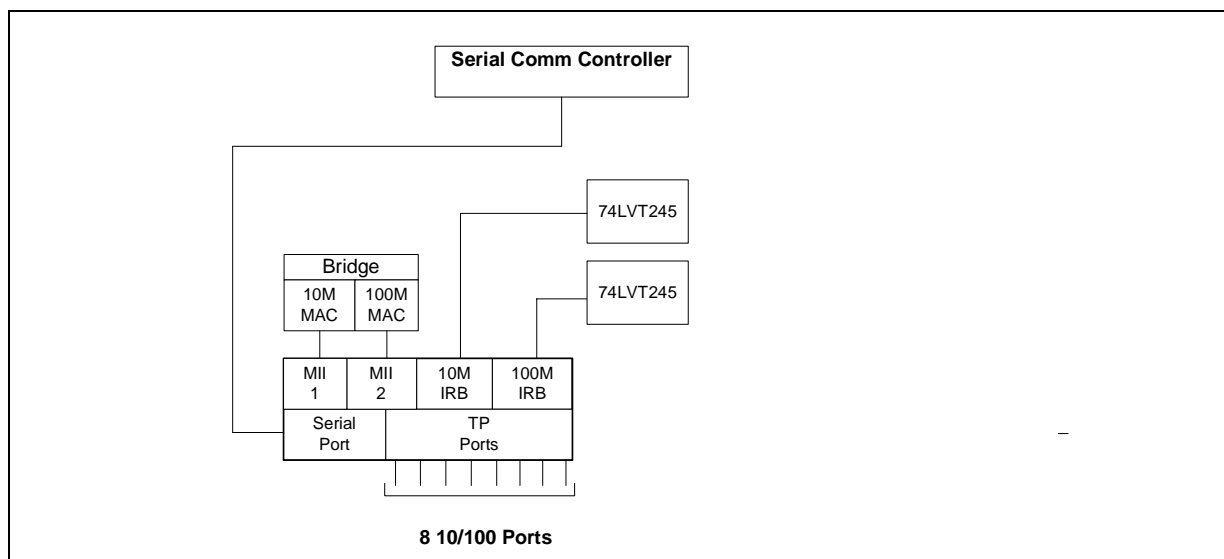 Serial Comm Controller
74LVT245
74LVT245
Bridge
10M
MAC
100M
MAC
MII
1
MII
2
10M
IRB
100M
IRB
Serial
Port
TP
Ports
8 10/100 Ports